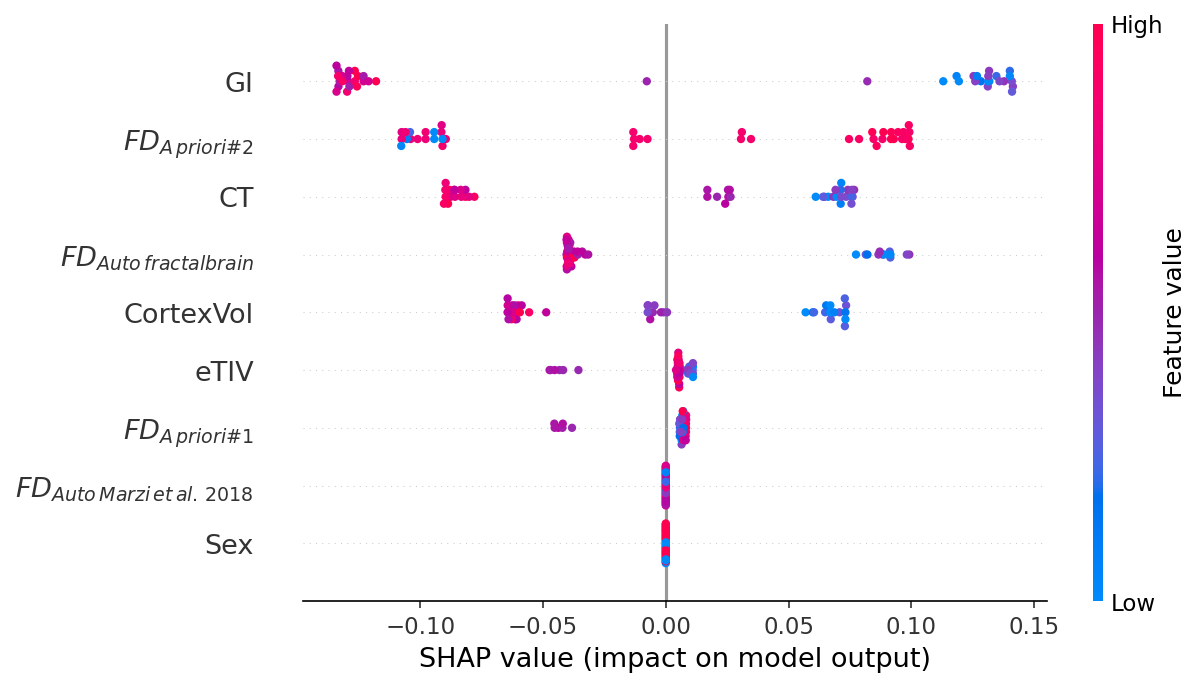 High
GI
FD_A priori#2
CT
FD_Auto fractalbrain
CortexVol
eTIV
FD_A priori#1
FD_Auto Marzi et al. 2018
Sex
Low
Feature value
−0.10 −0.05 0.00 0.05 0.10 0.15
SHAP value (impact on model output)